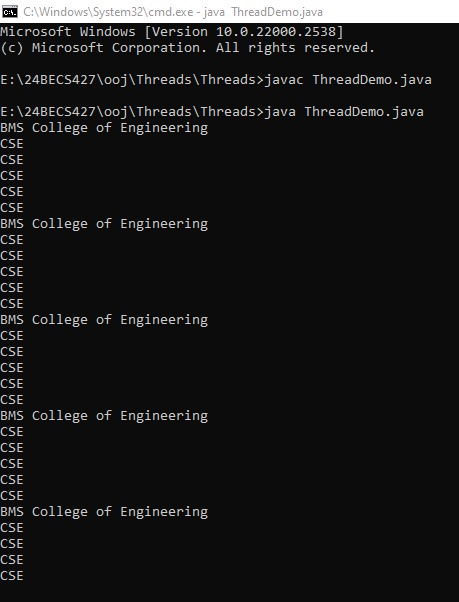 C:\Windows\System32\cmd.exe - java ThreadDemo.java
Microsoft Windows [Version 10.0.22000.2538]
(c) Microsoft Corporation. All rights reserved.
E:\24BECS427\ooj\Threads\Threads>javac ThreadDemo.java
E:\24BECS427\ooj\Threads\Threads>java ThreadDemo.java
BMS College of Engineering
CSE
CSE
CSE
CSE
CSE
BMS College of Engineering
CSE
CSE
CSE
CSE
CSE
BMS College of Engineering
CSE
CSE
CSE
CSE
CSE
BMS College of Engineering
CSE
CSE
CSE
CSE
CSE
BMS College of Engineering
CSE
CSE
CSE
CSE